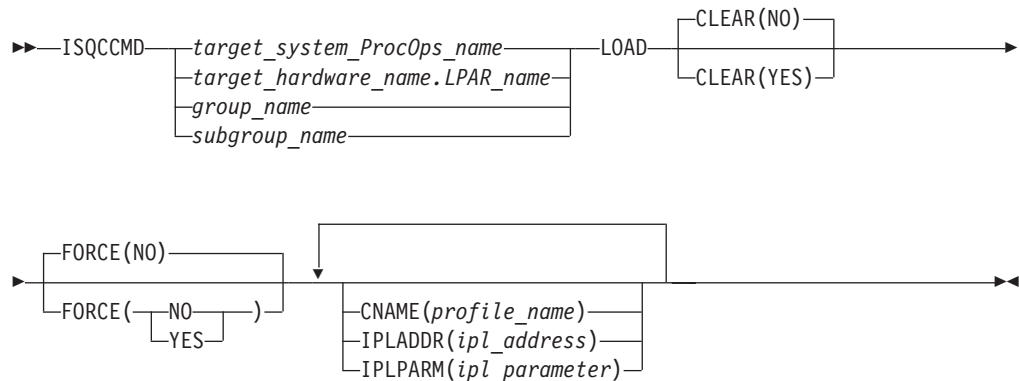 CLEAR(NO)
ISQCCMD target_system_ProcOps_name LOAD
target_hardware_name.LPAR_name CLEAR(YES)
group_name
subgroup_name
FORCE(NO)
FORCE( NO ) CNAME(profile_name)
YES IPLADDR(ipl_address)
IPLPARM(ipl parameter)